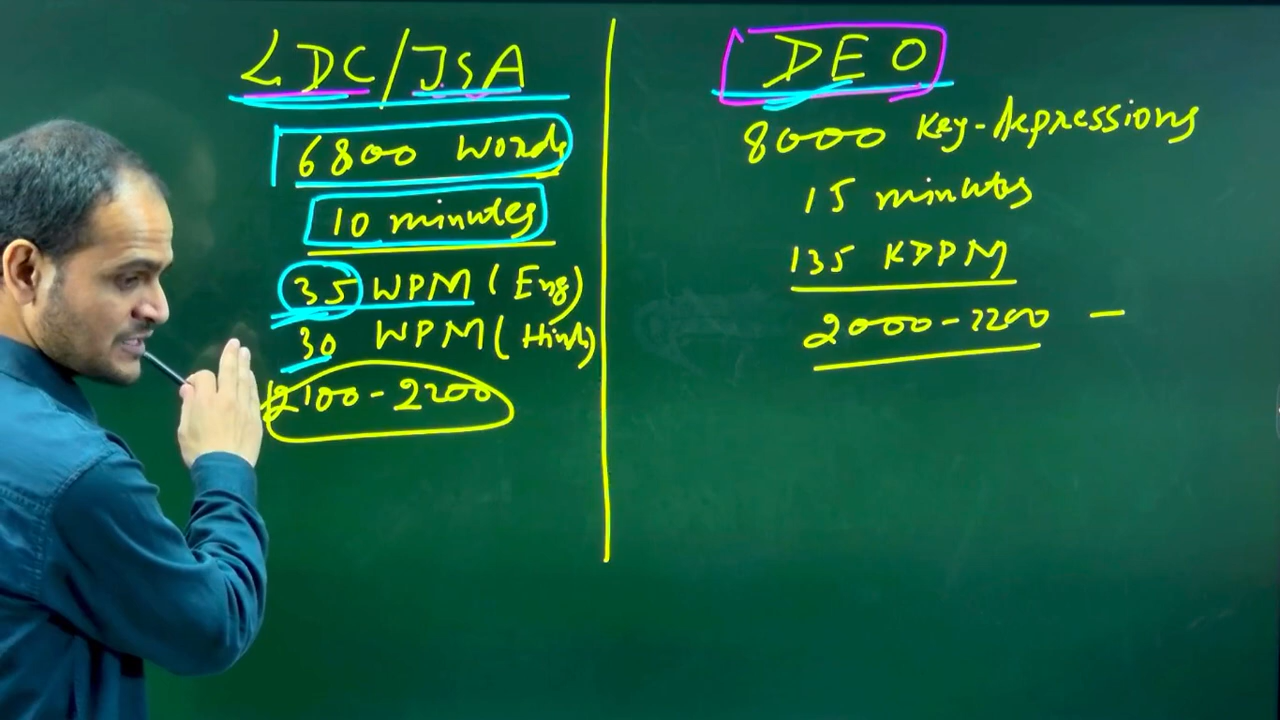 LDC/JSA
6800 words
10 minutes
35 WPM (Eng)
30 WPM (Hindi)
2100-2200
DEO
8000 Key-Depressions
15 minutes
135 KDPM
2000-2200 —